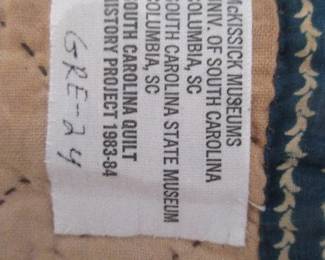 McKISSICK MUSEUMS
UNIV. OF SOUTH CAROLINA
COLUMBIA, SC
SOUTH CAROLINA STATE MUSEUM
COLUMBIA, SC
SOUTH CAROLINA QUILT
HISTORY PROJECT 1983-84
GRE-24